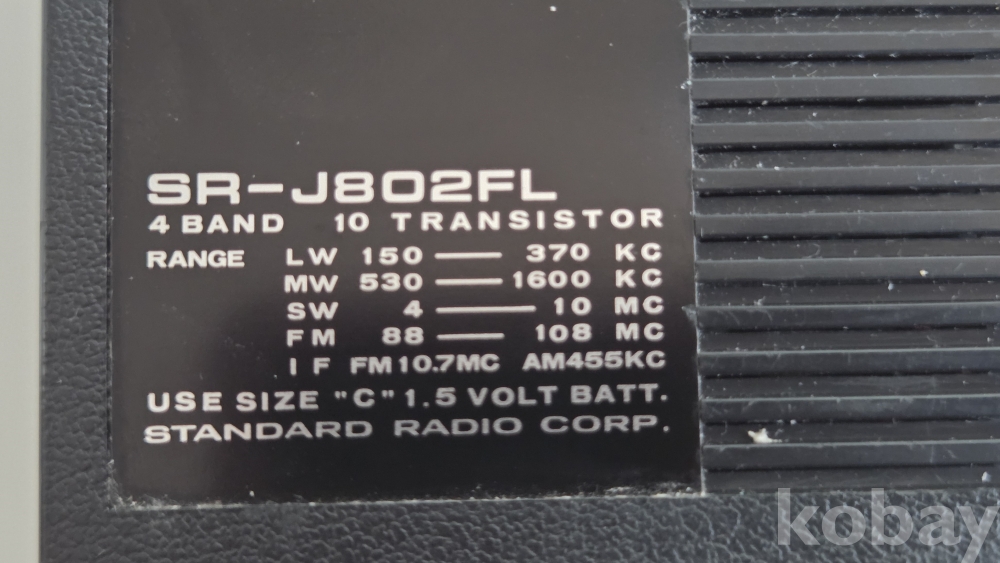 SR-J802FL
4 BAND 10 TRANSISTOR
RANGE LW 150 — 370 KC
MW 530 — 1600 KC
SW 4 — 10 MC
FM 88 — 108 MC
IF FM10.7MC AM455KC
USE SIZE "C" 1.5 VOLT BATT.
STANDARD RADIO CORP.
kobay